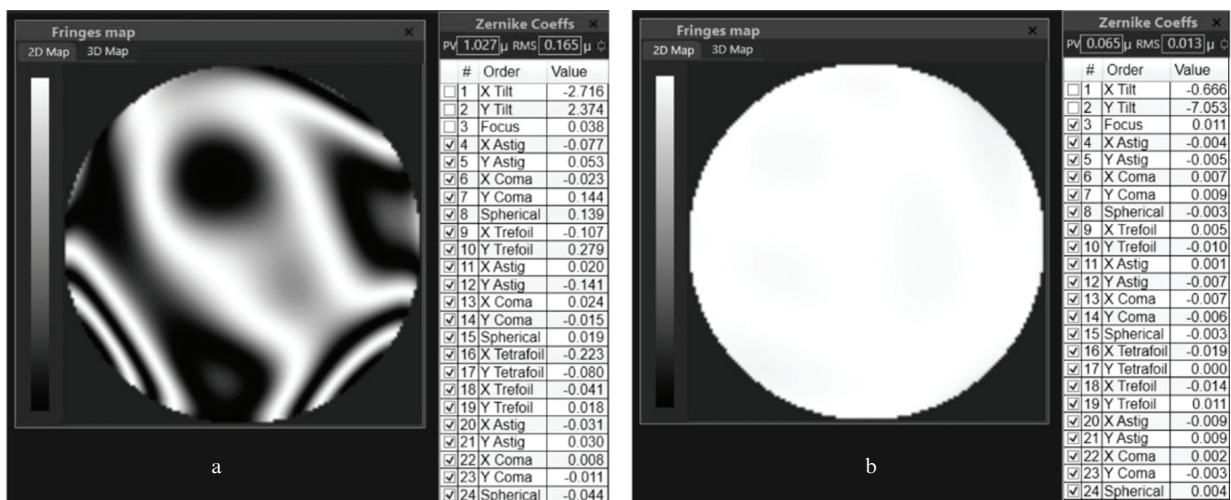 Fringes map ×
2D Map 3D Map
Zernike Coeffs ×
PV 1.027 μ RMS 0.165 μ
# Order Value
1 X Tilt -2.716
2 Y Tilt 2.374
3 Focus 0.038
4 X Astig -0.077
5 Y Astig 0.053
6 X Coma -0.023
7 Y Coma 0.144
8 Spherical 0.139
9 X Trefoil -0.107
10 Y Trefoil 0.279
11 X Astig 0.020
12 Y Astig -0.141
13 X Coma 0.024
14 Y Coma -0.015
15 Spherical 0.019
16 X Tetrafoil -0.223
17 Y Tetrafoil -0.080
18 X Trefoil -0.041
19 Y Trefoil 0.018
20 X Astig -0.031
21 Y Astig 0.030
22 X Coma 0.008
23 Y Coma -0.011
24 Spherical -0.044
a
Fringes map ×
2D Map 3D Map
Zernike Coeffs ×
PV 0.065 μ RMS 0.013 μ
# Order Value
1 X Tilt -0.666
2 Y Tilt -7.053
3 Focus 0.011
4 X Astig -0.004
5 Y Astig -0.005
6 X Coma 0.007
7 Y Coma 0.009
8 Spherical -0.003
9 X Trefoil 0.005
10 Y Trefoil -0.010
11 X Astig 0.001
12 Y Astig -0.007
13 X Coma -0.007
14 Y Coma -0.006
15 Spherical -0.003
16 X Tetrafoil -0.019
17 Y Tetrafoil 0.000
18 X Trefoil -0.014
19 Y Trefoil 0.011
20 X Astig -0.009
21 Y Astig 0.009
22 X Coma 0.002
23 Y Coma -0.003
24 Spherical 0.004
b